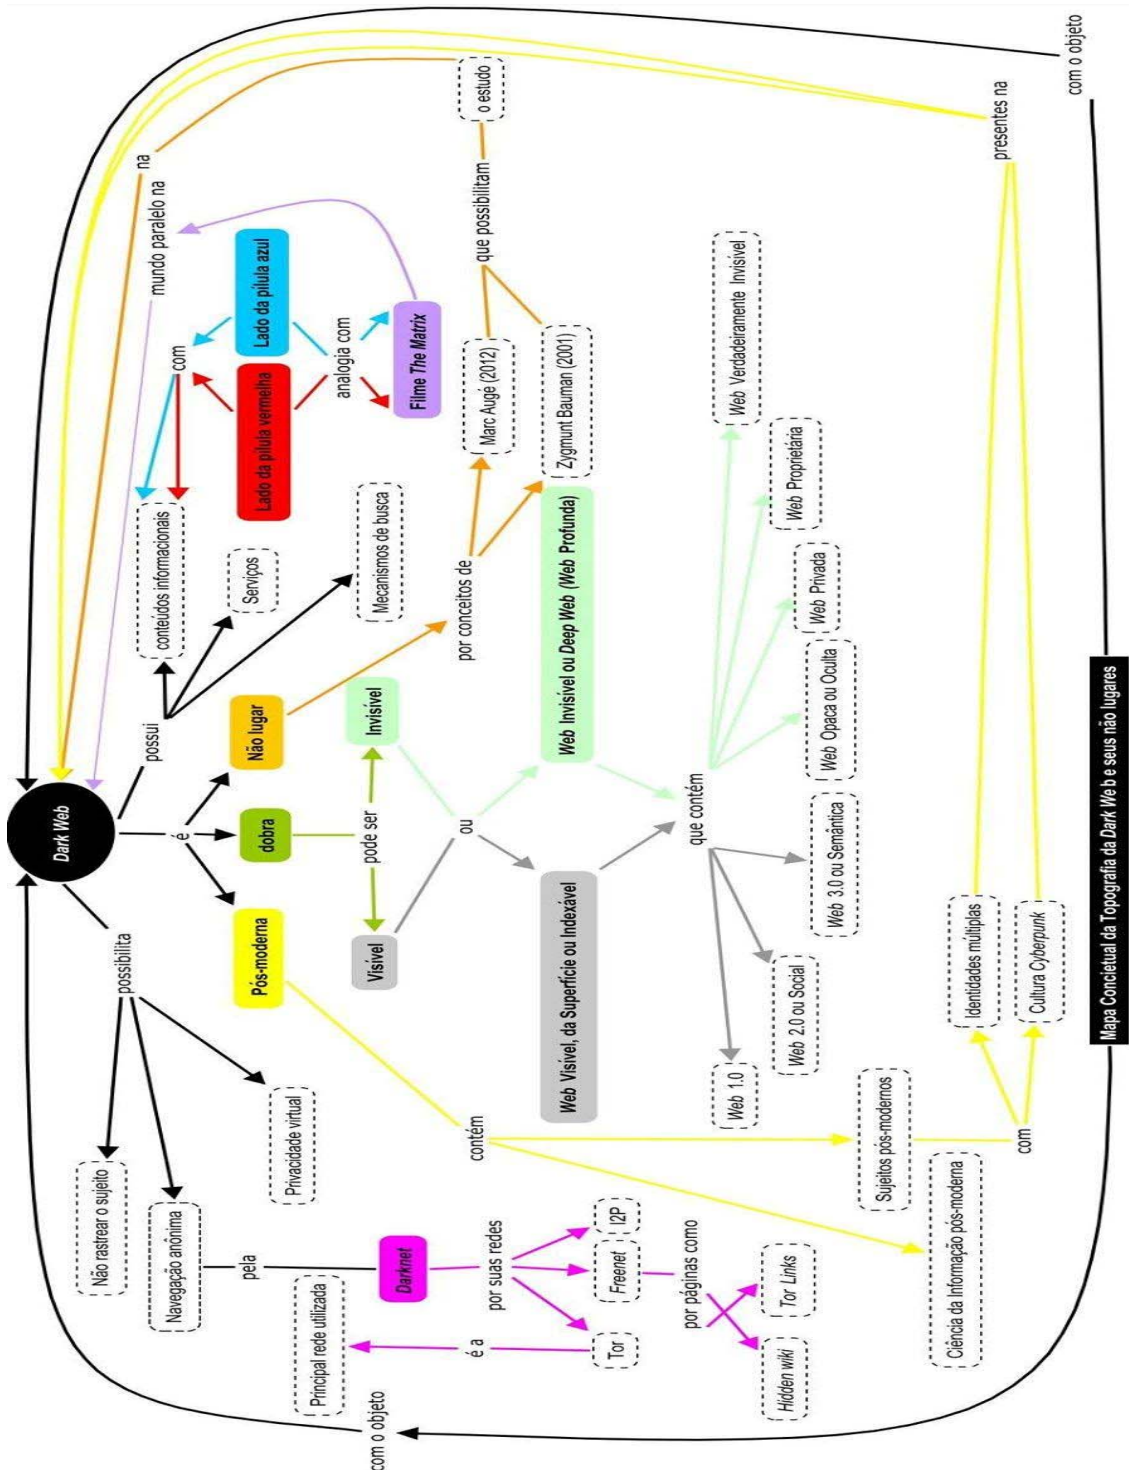 Dark Web
possibilita
Não rastrear o sujeito
Navegação anônima
Privacidade virtual
pela
Darknet
por suas redes
Tor
Freenet
I2P
é a
Principal rede utilizada
por páginas como
Hidden wiki
Tor Links
é
Pós-moderna
dobra
Não lugar
possui
conteúdos informacionais
Serviços
Mecanismos de busca
com
Lado da pílula vermelha
Lado da pílula azul
analogia com
Filme The Matrix
mundo paralelo na
na
pode ser
Visível
Invisível
ou
por conceitos de
Marc Augé (2012)
Zygmunt Bauman (2001)
que possibilitam
o estudo
Web Visível, da Superfície ou Indexável
Web Invisível ou Deep Web (Web Profunda)
que contém
Web 1.0
Web 2.0 ou Social
Web 3.0 ou Semântica
Web Opaca ou Oculta
Web Privada
Web Proprietária
Web Verdadeiramente Invisível
contém
Ciência da Informação pós-moderna
Sujeitos pós-modernos
com
Identidades múltiplas
Cultura Cyberpunk
presentes na
com o objeto
com o objeto
Mapa Concietual da Topografia da Dark We b e seus não lugares